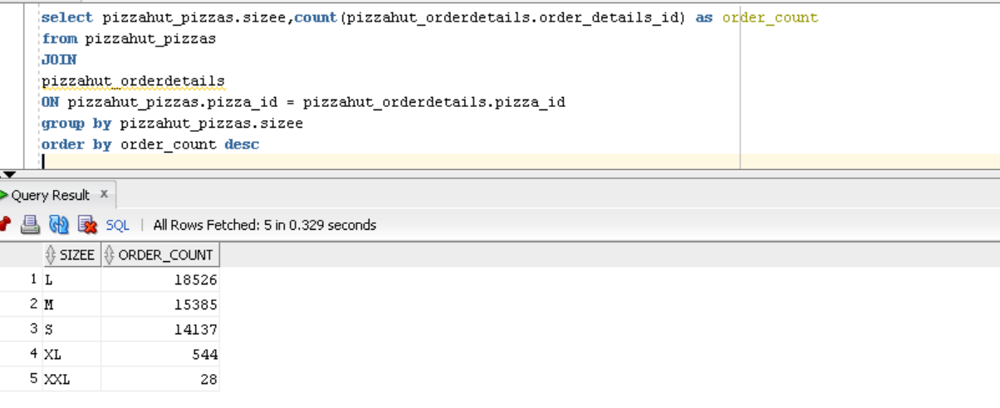 select pizzahut_pizzas.sizee,count(pizzahut_orderdetails.order_details_id) as order_count
from pizzahut_pizzas
JOIN
pizzahut_orderdetails
ON pizzahut_pizzas.pizza_id = pizzahut_orderdetails.pizza_id
group by pizzahut_pizzas.sizee
order by order_count desc
Query Result x
SQL | All Rows Fetched: 5 in 0.329 seconds
SIZEE ORDER_COUNT
1 L 18526
2 M 15385
3 S 14137
4 XL 544
5 XXL 28